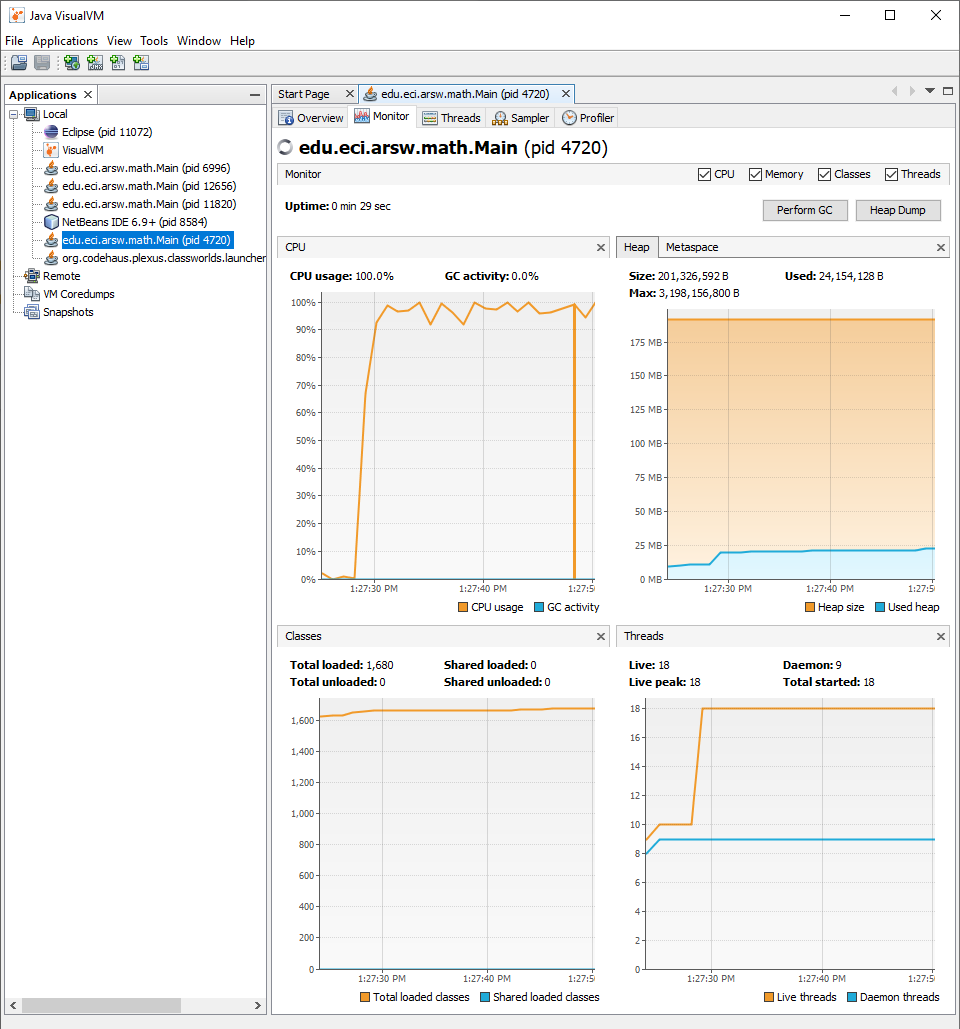 Java VisualVM
File Applications View Tools Window Help
Applications
Local
Eclipse (pid 11072)
VisualVM
edu.eci.arsw.math.Main (pid 6996)
edu.eci.arsw.math.Main (pid 12656)
edu.eci.arsw.math.Main (pid 11820)
NetBeans IDE 6.9+ (pid 8584)
edu.eci.arsw.math.Main (pid 4720)
org.codehaus.plexus.classworlds.launcher
Remote
VM Coredumps
Snapshots
Start Page edu.eci.arsw.math.Main (pid 4720)
Overview Monitor Threads Sampler Profiler
edu.eci.arsw.math.Main (pid 4720)
Monitor CPU Memory Classes Threads
Uptime: 0 min 29 sec Perform GC Heap Dump
CPU
CPU usage: 100.0% GC activity: 0.0%
100%
90%
80%
70%
60%
50%
40%
30%
20%
10%
0%
1:27:30 PM 1:27:40 PM 1:27:50
CPU usage GC activity
Heap Metaspace
Size: 201,326,592 B Used: 24,154,128 B
Max: 3,198,156,800 B
175 MB
150 MB
125 MB
100 MB
75 MB
50 MB
25 MB
0 MB
1:27:30 PM 1:27:40 PM 1:27:50
Heap size Used heap
Classes
Total loaded: 1,680 Shared loaded: 0
Total unloaded: 0 Shared unloaded: 0
1,600
1,400
1,200
1,000
800
600
400
200
0
1:27:30 PM 1:27:40 PM 1:27:50
Total loaded classes Shared loaded classes
Threads
Live: 18 Daemon: 9
Live peak: 18 Total started: 18
18
16
14
12
10
8
6
4
2
0
1:27:30 PM 1:27:40 PM 1:27:50
Live threads Daemon threads